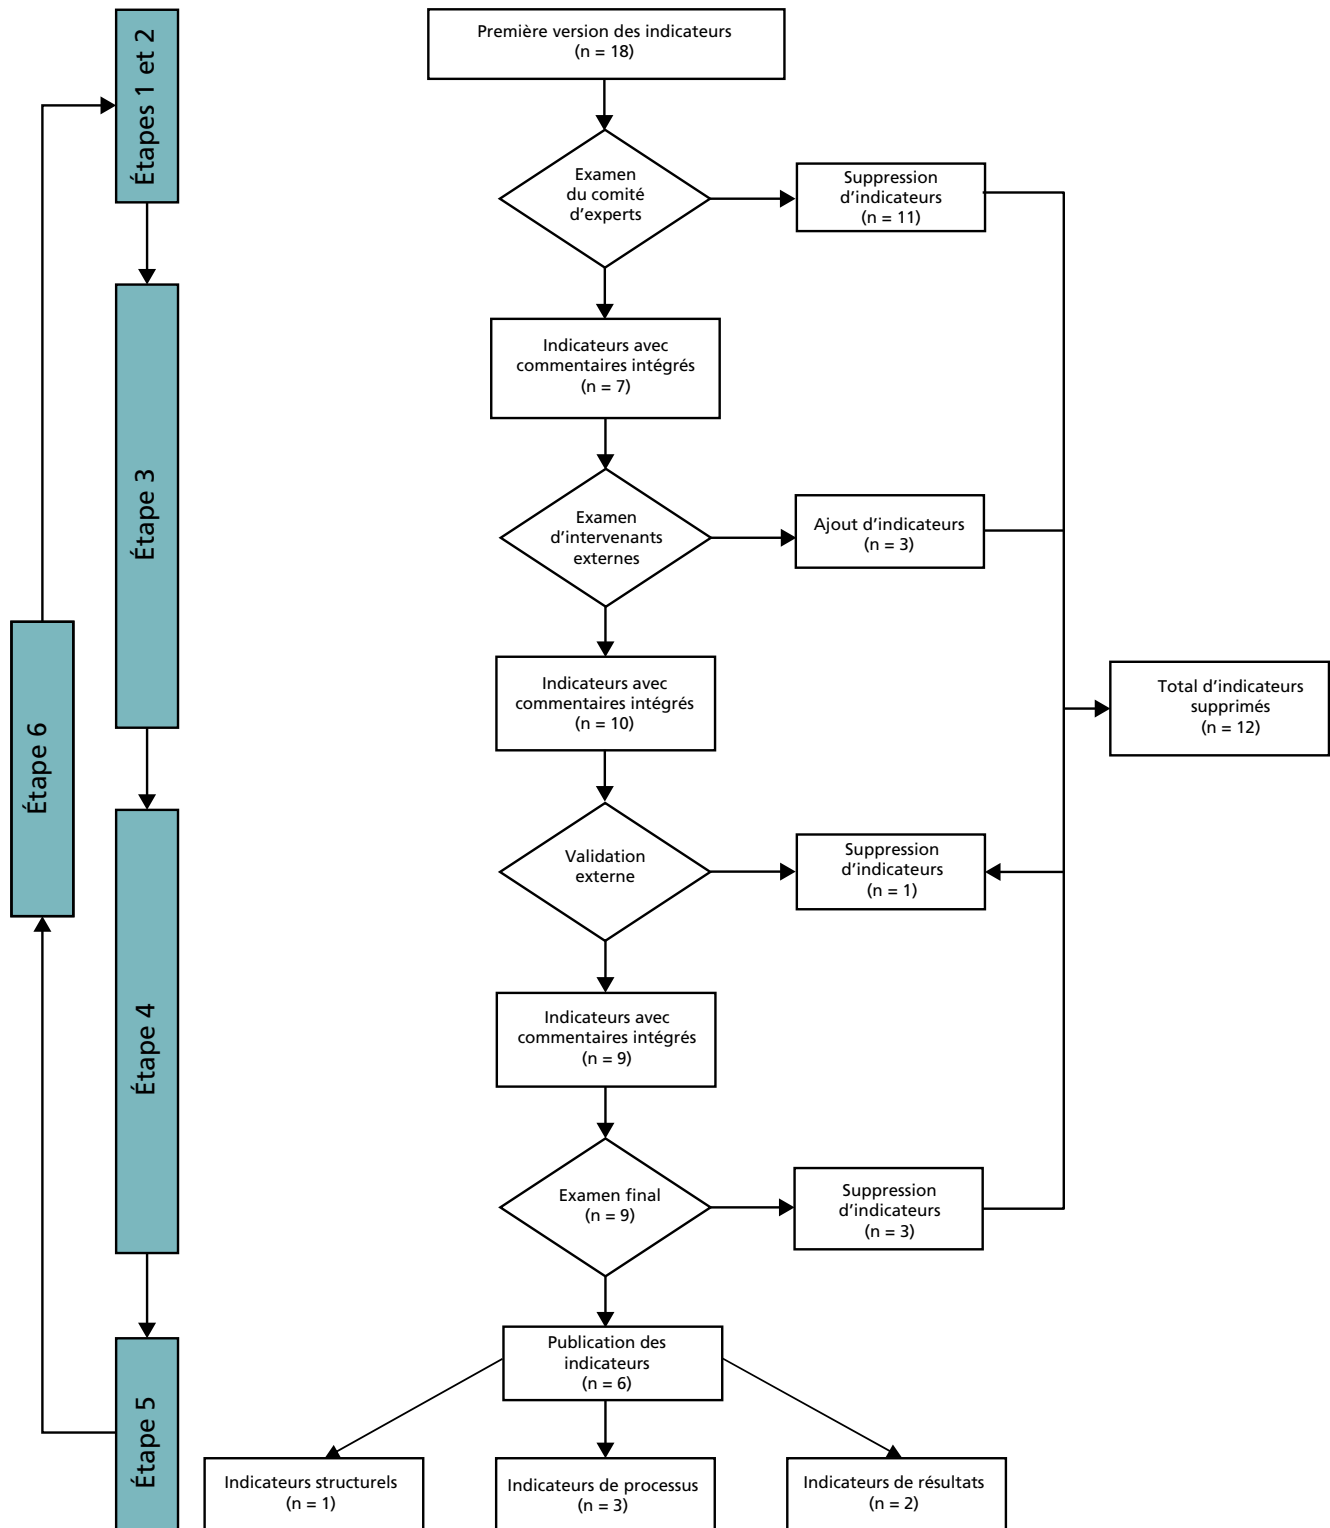 Étapes 1 et 2
Étape 3
Étape 4
Étape 5
Étape 6
Première version des indicateurs
(n = 18)
Examen
du comité
d’experts
Suppression
d’indicateurs
(n = 11)
Indicateurs avec
commentaires intégrés
(n = 7)
Examen
d’intervenants
externes
Ajout d’indicateurs
(n = 3)
Indicateurs avec
commentaires intégrés
(n = 10)
Total d’indicateurs
supprimés
(n = 12)
Validation
externe
Suppression
d’indicateurs
(n = 1)
Indicateurs avec
commentaires intégrés
(n = 9)
Examen final
(n = 9)
Suppression
d’indicateurs
(n = 3)
Publication des
indicateurs
(n = 6)
Indicateurs structurels
(n = 1)
Indicateurs de processus
(n = 3)
Indicateurs de résultats
(n = 2)